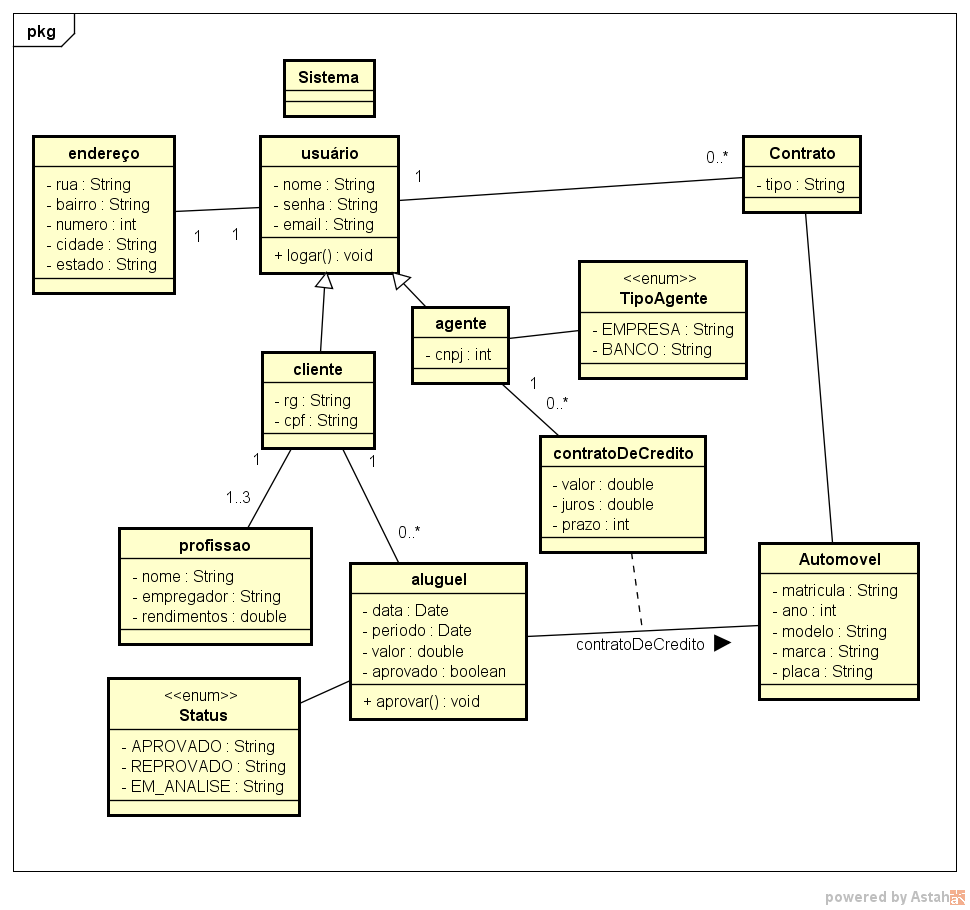 pkg
Sistema
endereço
- rua : String
- bairro : String
- numero : int
- cidade : String
- estado : String
1
1
usuário
- nome : String
- senha : String
- email : String
+ logar() : void
1
0..*
Contrato
- tipo : String
<<enum>>
TipoAgente
- EMPRESA : String
- BANCO : String
agente
- cnpj : int
1
0..*
cliente
- rg : String
- cpf : String
1
1
1..3
0..*
contratoDeCredito
- valor : double
- juros : double
- prazo : int
profissao
- nome : String
- empregador : String
- rendimentos : double
aluguel
- data : Date
- periodo : Date
- valor : double
- aprovado : boolean
+ aprovar() : void
contratoDeCredito
Automovel
- matricula : String
- ano : int
- modelo : String
- marca : String
- placa : String
<<enum>>
Status
- APROVADO : String
- REPROVADO : String
- EM_ANALISE : String
powered by Astah